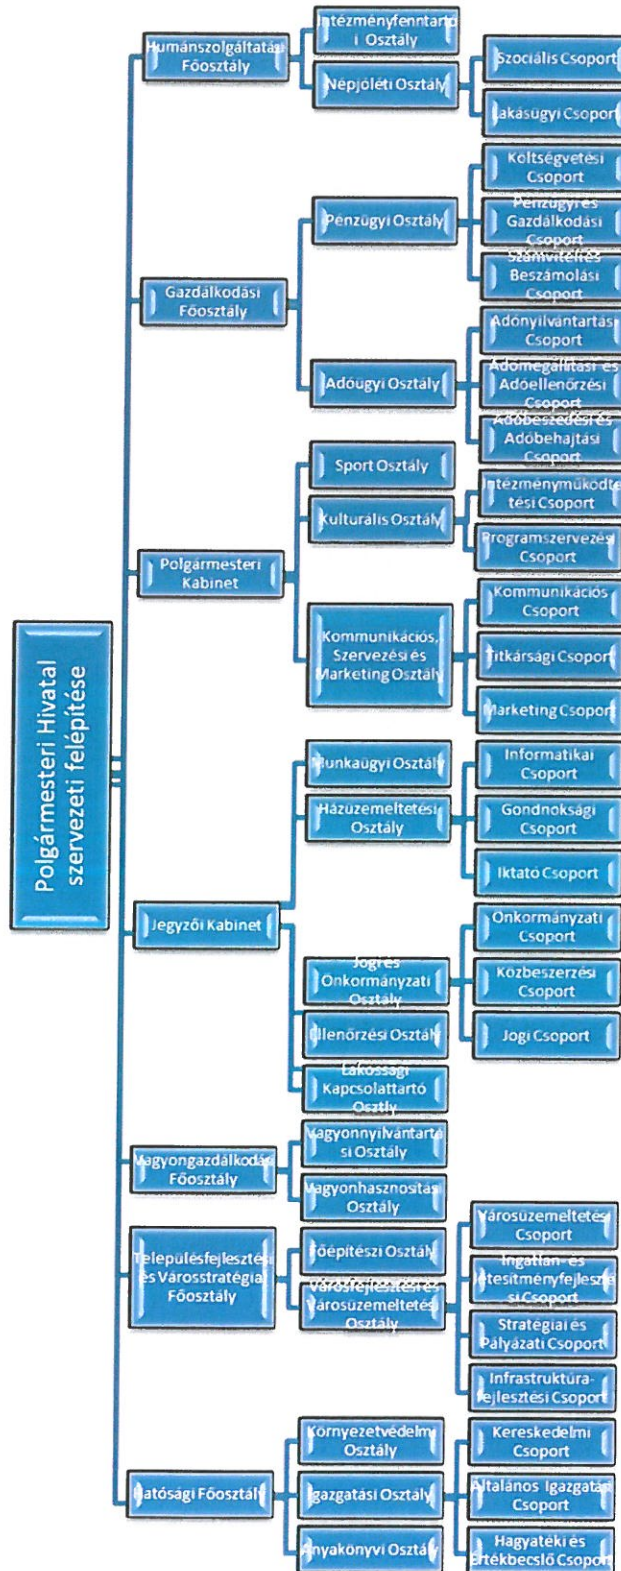 Polgármesteri Hivatal
szervezeti felépítése
Humánszolgáltatási
Főosztály
Intézményfenntart
i Osztály
Népjóléti Osztály
Szociális Csoport
Lakásügyi Csoport
Gazdálkodási
Főosztály
Pénzügyi Osztály
Költségvetési
Csoport
Pénzügyi és
Gazdálkodási
Csoport
Számviteli és
Beszámolási
Csoport
Adóügyi Osztály
Adónyilvántartási
Csoport
Adómegállítási és
Adóellenőrzési
Csoport
Adóbeszedési és
Adóbehajtási
Csoport
Polgármesteri
Kabinet
Sport Osztály
Kulturális Osztály
Intézményműködte
tési Csoport
Programszervezési
Csoport
Kommunikációs,
Szervezési és
Marketing Osztály
Kommunikációs
Csoport
Titkársági Csoport
Marketing Csoport
Jegyzői Kabinet
Munkaügyi Osztály
Házüzemeltetési
Osztály
Informatikai
Csoport
Gondnoksági
Csoport
Iktató Csoport
Jogi és
Önkormányzati
Osztály
Önkormányzati
Csoport
Közbeszerzési
Csoport
Jogi Csoport
Ellenőrzési Osztály
Lakossági
Kapcsolattartó
Osztly
Vagyongazdálkodási
Főosztály
Vagyonnyilvántartá
si Osztály
Vagyonhasznosítási
Osztály
Településfejlesztési
és Városstratégiai
Főosztály
Főépítészi Osztály
Városfejlesztési és
Városüzemeltetési
Osztály
Városüzemeltetési
Csoport
Ingatlan- és
létesítményfejleszté
si Csoport
Stratégiai és
Pályázati Csoport
Infrastruktúra-
fejlesztési Csoport
Hatósági Főosztály
Környezetvédelmi
Osztály
Igazgatási Osztály
Kereskedelmi
Csoport
Általános Igazgatási
Csoport
Hagyatéki és
Értékbecslő Csoport
Anyakönyvi Osztály